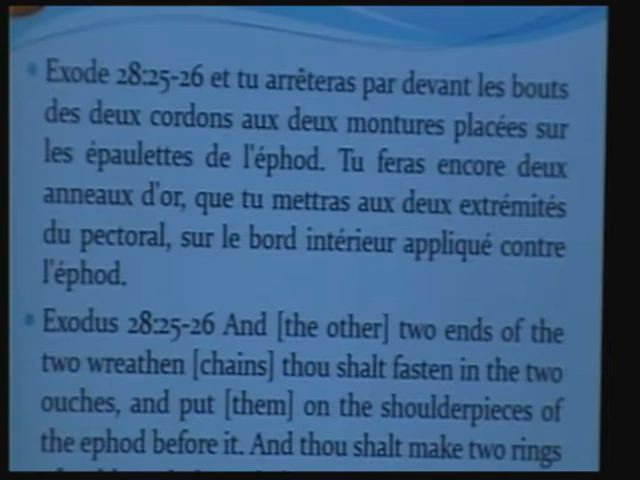 • Exode 28:25-26 et tu arrêteras par devant les bouts
des deux cordons aux deux montures placées sur
les épaulettes de l'éphod. Tu feras encore deux
anneaux d'or, que tu mettras aux deux extrémités
du pectoral, sur le bord intérieur appliqué contre
l'éphod.
• Exodus 28:25-26 And [the other] two ends of the
two wreathen [chains] thou shalt fasten in the two
ouches, and put [them] on the shoulderpieces of
the ephod before it. And thou shalt make two rings